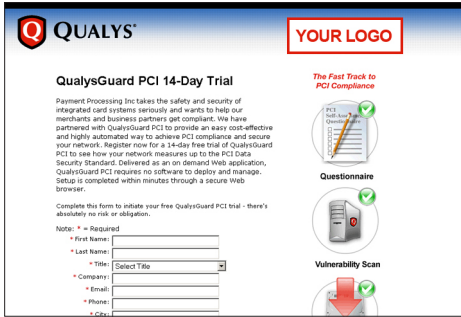 QUALYS®
YOUR LOGO
QualysGuard PCI 14-Day Trial
Payment Processing Inc takes the safety and security of
integrated card systems seriously and wants to help our
merchants and business partners get compliant. We have
partnered with QualysGuard PCI to provide an easy cost-effective
and highly automated way to achieve PCI compliance and secure
your network. Register now for a 14-day free trial of QualysGuard
PCI to see how your network measures up to the PCI Data
Security Standard. Delivered as an on demand Web application,
QualysGuard PCI requires no software to deploy and manage.
Setup is completed within minutes through a secure Web
browser.
Complete this form to initiate your free QualysGuard PCI trial - there's
absolutely no risk or obligation.
Note: * = Required
* First Name:
* Last Name:
* Title: Select Title
* Company:
* Email:
* Phone:
* City:
The Fast Track to
PCI Compliance
PCI
Questionnaire
Vulnerability Scan